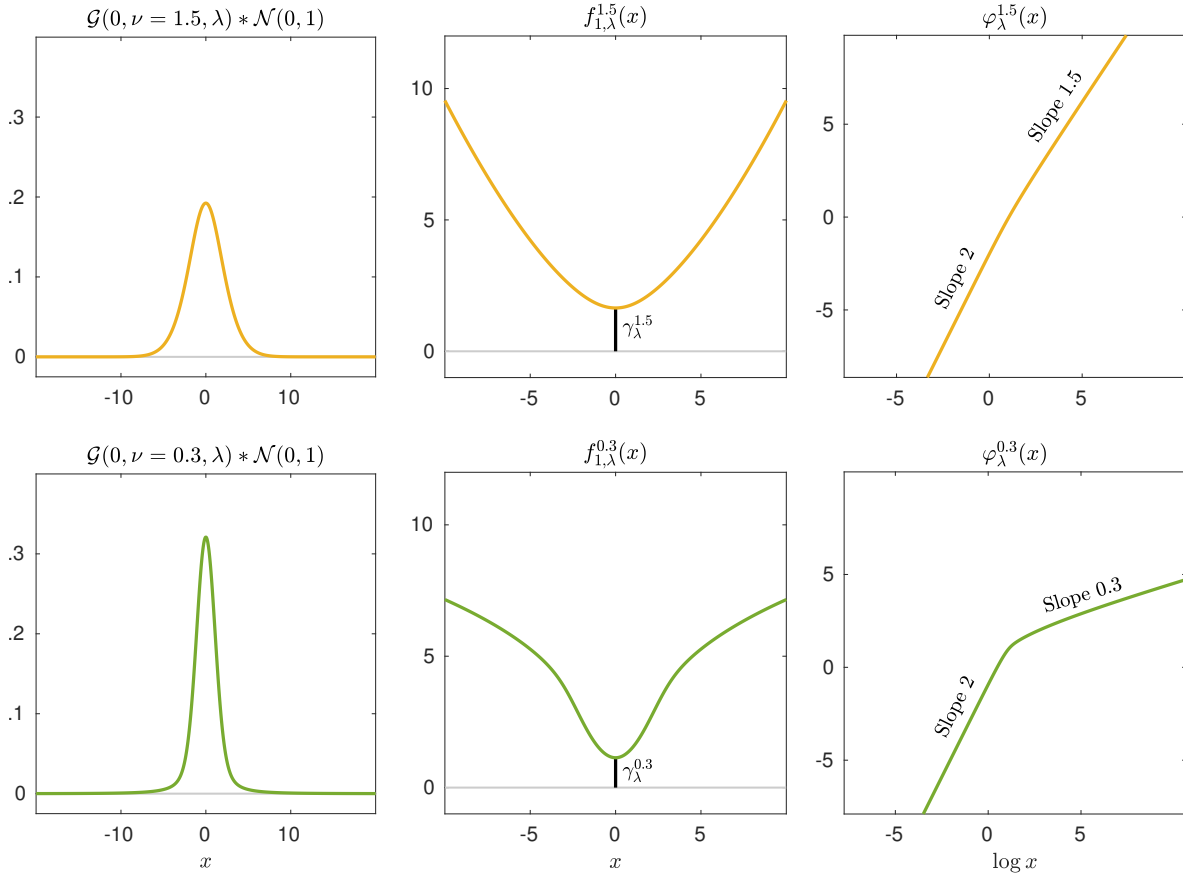 𝒢(0, ν = 1.5, λ) ∗ 𝒩(0, 1)
.3
.2
.1
0
-10 0 10
f^{1.5}_{1,λ}(x)
10
5
0
γ^{1.5}_λ
-5 0 5
φ^{1.5}_λ(x)
5
0
-5
Slope 1.5
Slope 2
-5 0 5
𝒢(0, ν = 0.3, λ) ∗ 𝒩(0, 1)
.3
.2
.1
0
-10 0 10
x
f^{0.3}_{1,λ}(x)
10
5
0
γ^{0.3}_λ
-5 0 5
x
φ^{0.3}_λ(x)
5
0
-5
Slope 0.3
Slope 2
-5 0 5
log x